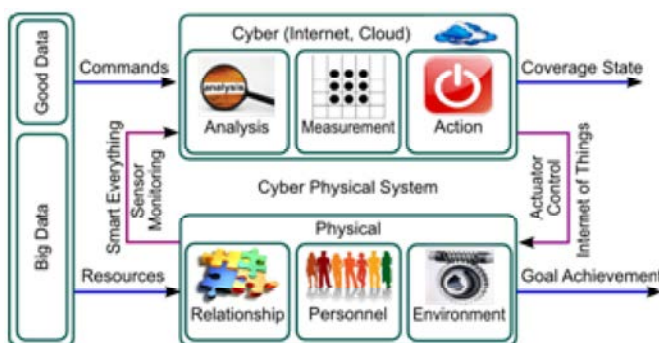 Good Data
Big Data
Commands
Resources
Cyber (Internet, Cloud)
analysis
Analysis
Measurement
Action
Coverage State
Smart Everything
Sensor
Monitoring
Cyber Physical System
Actuator
Control
Internet of Things
Physical
Relationship
Personnel
Environment
Goal Achievement